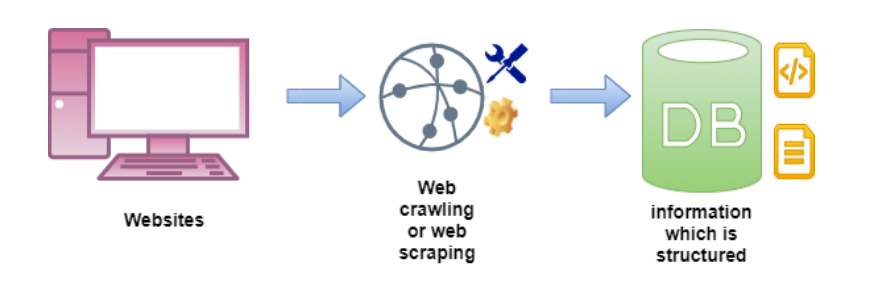 DB
</>
Websites
Web
crawling
or web
scraping
information
which is
structured